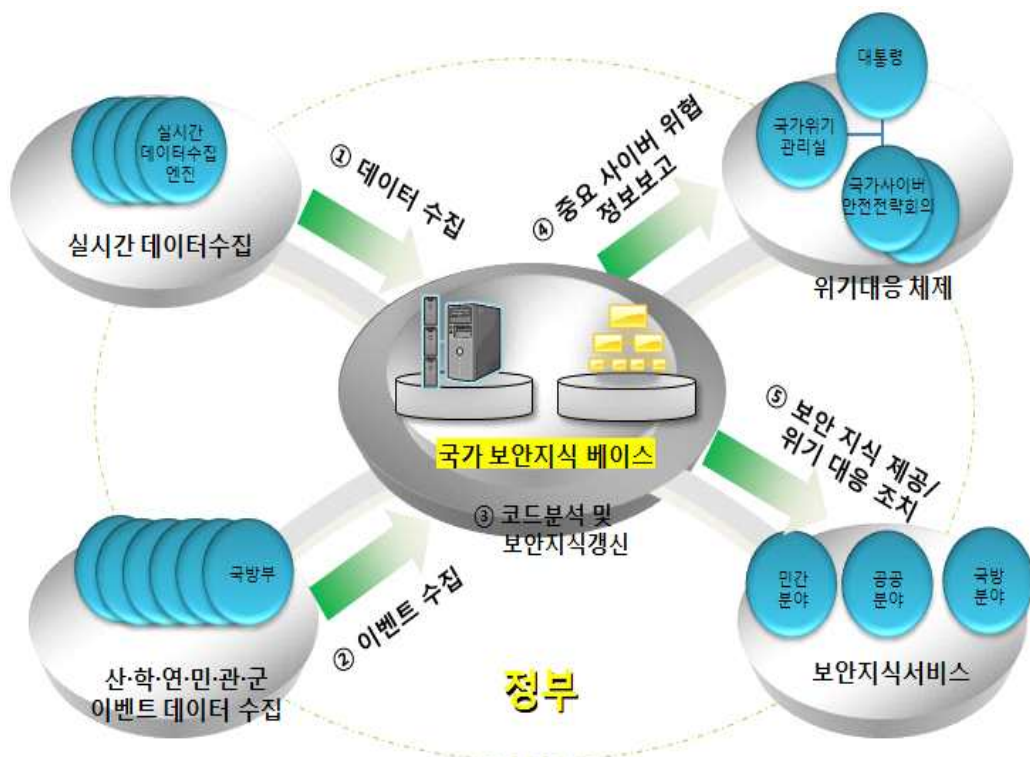 실시간
데이터수집
엔진
실시간 데이터수집
① 데이터 수집
④ 중요 사이버 위협
정보보고
대통령
국가위기
관리실
국가사이버
안전전략회의
위기대응 체제
국가 보안지식 베이스
③ 코드분석 및
보안지식갱신
⑤ 보안 지식 제공/
위기 대응 조치
국방부
② 이벤트 수집
산·학·연·민·관·군
이벤트 데이터 수집
정부
민간
분야
공공
분야
국방
분야
보안지식서비스